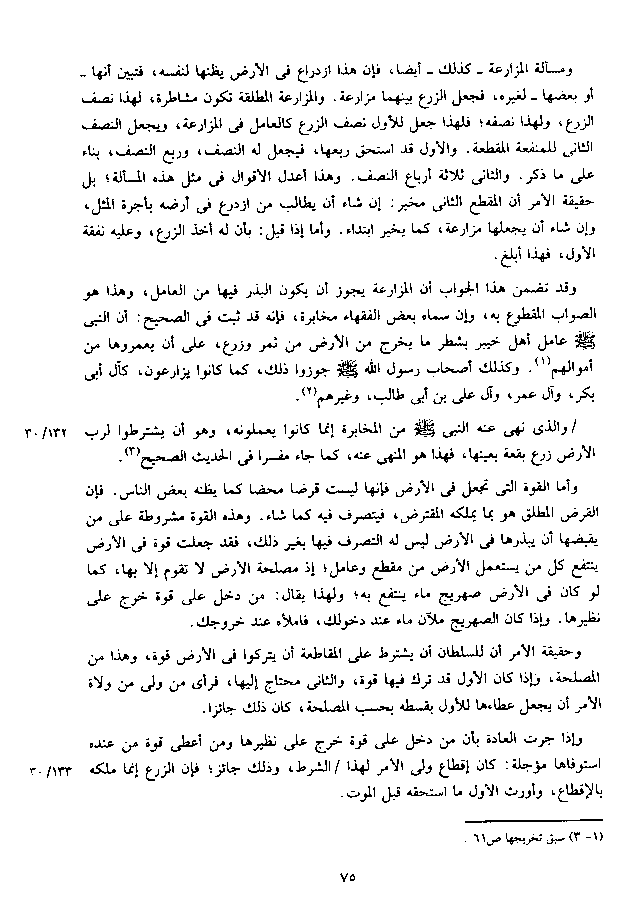 ومسألة المزارعة ـ كذلك ـ أيضا، فإن هذا ازدراع فى الأرض يظنها لنفسه، فتبين أنها ـ
أو بعضها ـ لغيره، فجعل الزرع بينهما مزارعة. والمزارعة المطلقة تكون مشاطرة، لهذا نصف
الزرع، ولهذا نصفه؛ فلهذا جعل للأول نصف الزرع كالعامل فى المزارعة، ويجعل النصف
الثانى للمنفعة المقطعة. والأول قد استحق ربعها، فيجعل له النصف، وربع النصف، بناء
على ما ذكر. والثانى ثلاثة أرباع النصف. وهذا أعدل الأقوال فى مثل هذه المسألة؛ بل
حقيقة الأمر أن المقطع الثانى مخير: إن شاء أن يطالب من ازدرع فى أرضه بأجرة المثل،
وإن شاء أن يجعلها مزارعة، كما يخير ابتداء. وأما إذا قيل: بأن له أخذ الزرع، وعليه نفقة
الأول، فهذا أبلغ.
وقد تضمن هذا الجواب أن المزارعة يجوز أن يكون البذر فيها من العامل، وهذا هو
الصواب المقطوع به، وإن سماه بعض الفقهاء مخابرة، فإنه قد ثبت فى الصحيح: أن النبى
ﷺ عامل أهل خيبر بشطر ما يخرج من الأرض من ثمر وزرع، على أن يعمروها من
أموالهم(١). وكذلك أصحاب رسول الله ﷺ جوزوا ذلك، كما كانوا يزارعون، كآل أبى
بكر، وآل عمر، وآل على بن أبى طالب، وغيرهم(٢).
/ والذى نهى عنه النبى ﷺ من المخابرة إنما كانوا يعملونه، وهو أن يشترطوا لرب ٣٠/١٣٢
الأرض زرع بقعة بعينها، فهذا هو المنهى عنه، كما جاء مفسرا فى الحديث الصحيح(٣).
وأما القوة التى تجعل فى الأرض فإنها ليست قرضا محضا كما يظنه بعض الناس. فإن
القرض المطلق هو بما يملكه المقترض، فيتصرف فيه كما شاء. وهذه القوة مشروطة على من
يقبضها أن يبذرها فى الأرض ليس له التصرف فيها بغير ذلك، فقد جعلت قوة فى الأرض
ينتفع كل من يستعمل الأرض من مقطع وعامل؛ إذ مصلحة الأرض لا تقوم إلا بها، كما
لو كان فى الأرض صهريج ماء ينتفع به؛ ولهذا يقال: من دخل على قوة خرج على
نظيرها. وإذا كان الصهريج ملآن ماء عند دخولك، فاملأه عند خروجك.
وحقيقة الأمر أن للسلطان أن يشترط على المقاطعة أن يتركوا فى الأرض قوة، وهذا من
المصلحة، وإذا كان الأول قد ترك فيها قوة، والثانى محتاج إليها، فرأى من ولى من ولاة
الأمر أن يجعل عطاءها للأول بقسطه بحسب المصلحة، كان ذلك جائزا.
وإذا جرت العادة بأن من دخل على قوة خرج على نظيرها ومن أعطى قوة من عنده
استوفاها مؤجلة: كان إقطاع ولى الأمر لهذا / الشرط، وذلك جائز؛ فإن الزرع إنما ملكه ٣٠/١٣٣
بالإقطاع، وأورث الأول ما استحقه قبل الموت.
(١- ٣) سبق تخريجها ص٦١ .
٧٥